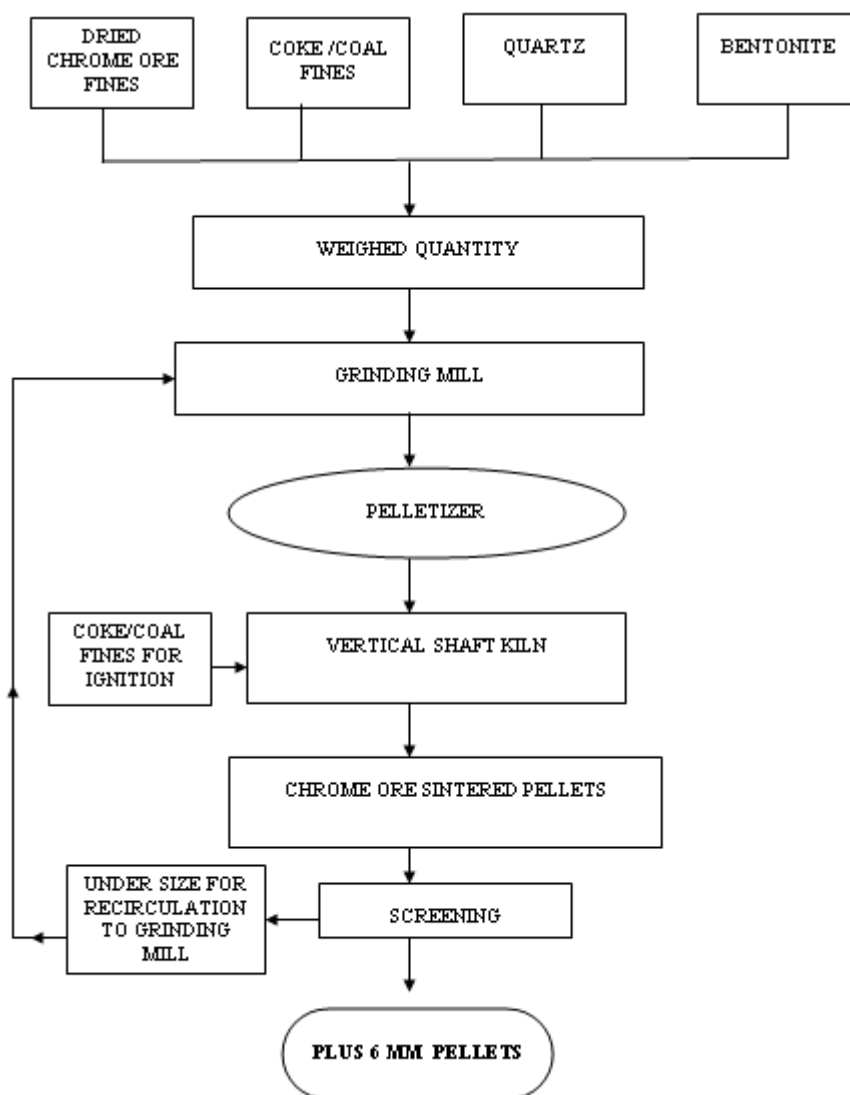 DRIED
CHROME ORE
FINES
COKE /COAL
FINES
QUARTZ
BENTONITE
WEIGHED QUANTITY
GRINDING MILL
PELLETIZER
COKE/COAL
FINES FOR
IGNITION
VERTICAL SHAFT KILN
CHROME ORE SINTERED PELLETS
UNDER SIZE FOR
RECIRCULATION
TO GRINDING
MILL
SCREENING
PLUS 6 MM PELLETS